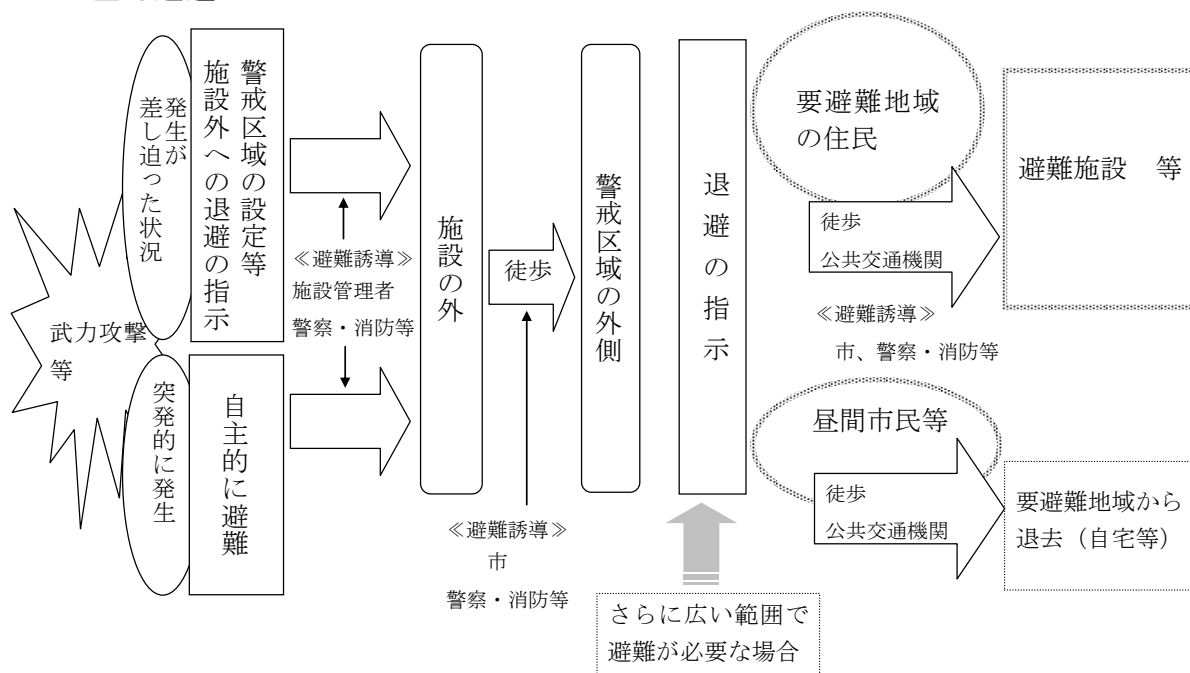 武力攻撃
等
発生が
差し迫った状況
警戒区域の設定等
施設外への退避の指示
突発的に発生
自主的に避難
≪避難誘導≫
施設管理者
警察・消防等
施設の外
徒歩
≪避難誘導≫
市
警察・消防等
警戒区域の外側
退避の指示
さらに広い範囲で
避難が必要な場合
要避難地域
の住民
徒歩
公共交通機関
≪避難誘導≫
市、警察・消防等
避難施設 等
昼間市民等
徒歩
公共交通機関
要避難地域から
退去（自宅等）